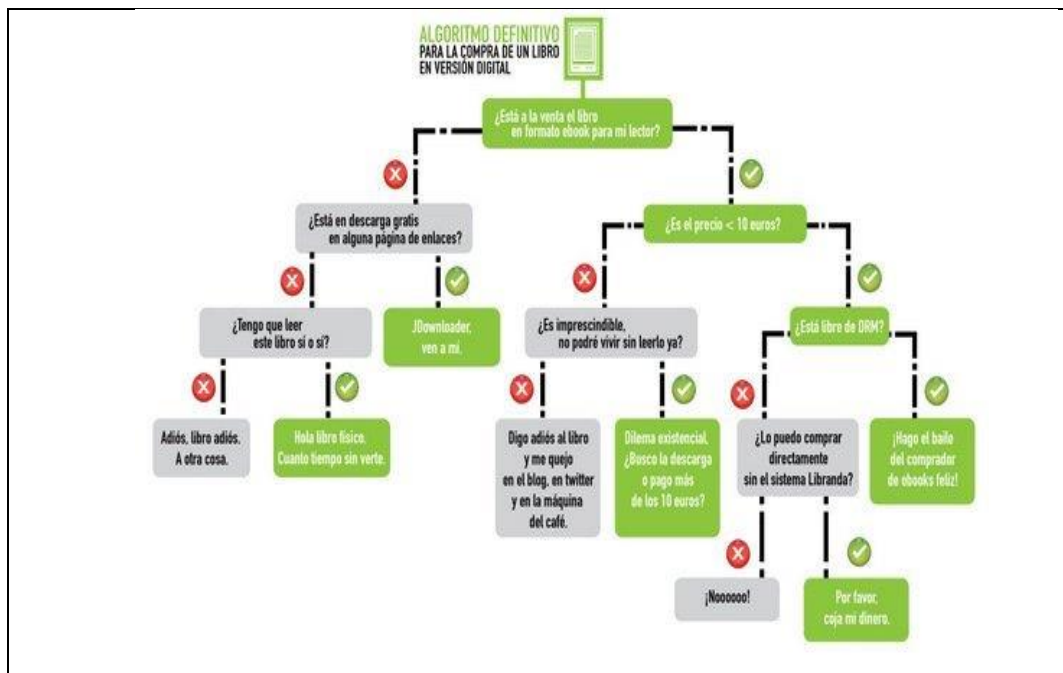 ALGORITMO DEFINITIVO
PARA LA COMPRA DE UN LIBRO
EN VERSIÓN DIGITAL
¿Está a la venta el libro
en formato ebook para mi lector?
¿Está en descarga gratis
en alguna página de enlaces?
¿Es el precio < 10 euros?
¿Tengo que leer
este libro sí o sí?
JDownloader,
ven a mí.
¿Es imprescindible,
no podré vivir sin leerlo ya?
¿Está libro de DRM?
Adiós, libro adiós.
A otra cosa.
Hola libro físico.
Cuanto tiempo sin verte.
Digo adiós al libro
y me quejo
en el blog, en twitter
y en la máquina
del café.
Dilema existencial,
¿Busco la descarga
o pago más
de los 10 euros?
¿Lo puedo comprar
directamente
sin el sistema Libranda?
¡Hago el baile
del comprador
de ebooks feliz!
¡Noooooo!
Por favor,
coja mi dinero.